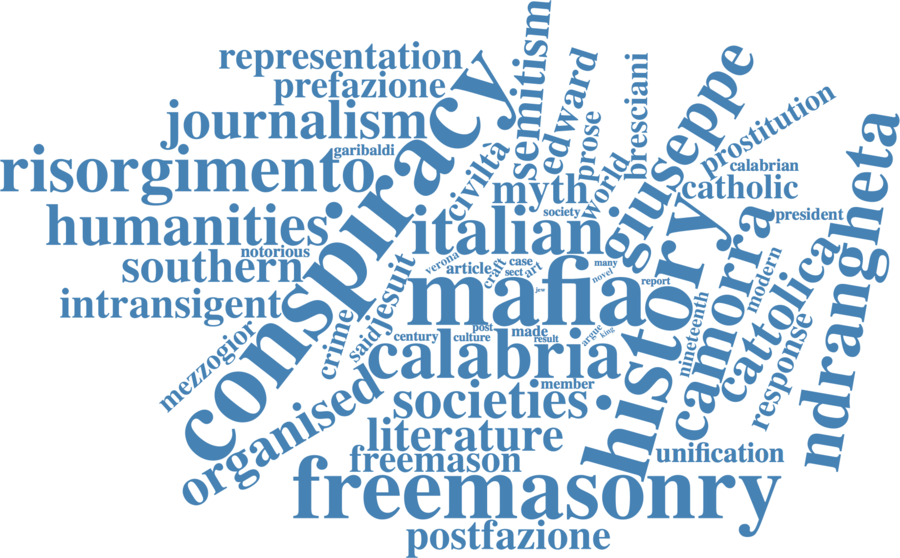 representation
prefazione
journalism
garibaldi
risorgimento
humanities
notorious
southern
intransigent
mezzogior
conspiracy
organised
crime
said
jesuit
civiltà
semitism
edward
prose
bresciani
myth
world
society
italian
giuseppe
prostitution
calabrian
catholic
president
verona
article
craft
case
sect
art
many
novel
jew
report
mafia
history
camorra
modern
cattolica
ndrangheta
nineteenth
response
century
post
culture
made
result
argue
king
calabria
member
societies
literature
freemason
unification
freemasonry
postfazione